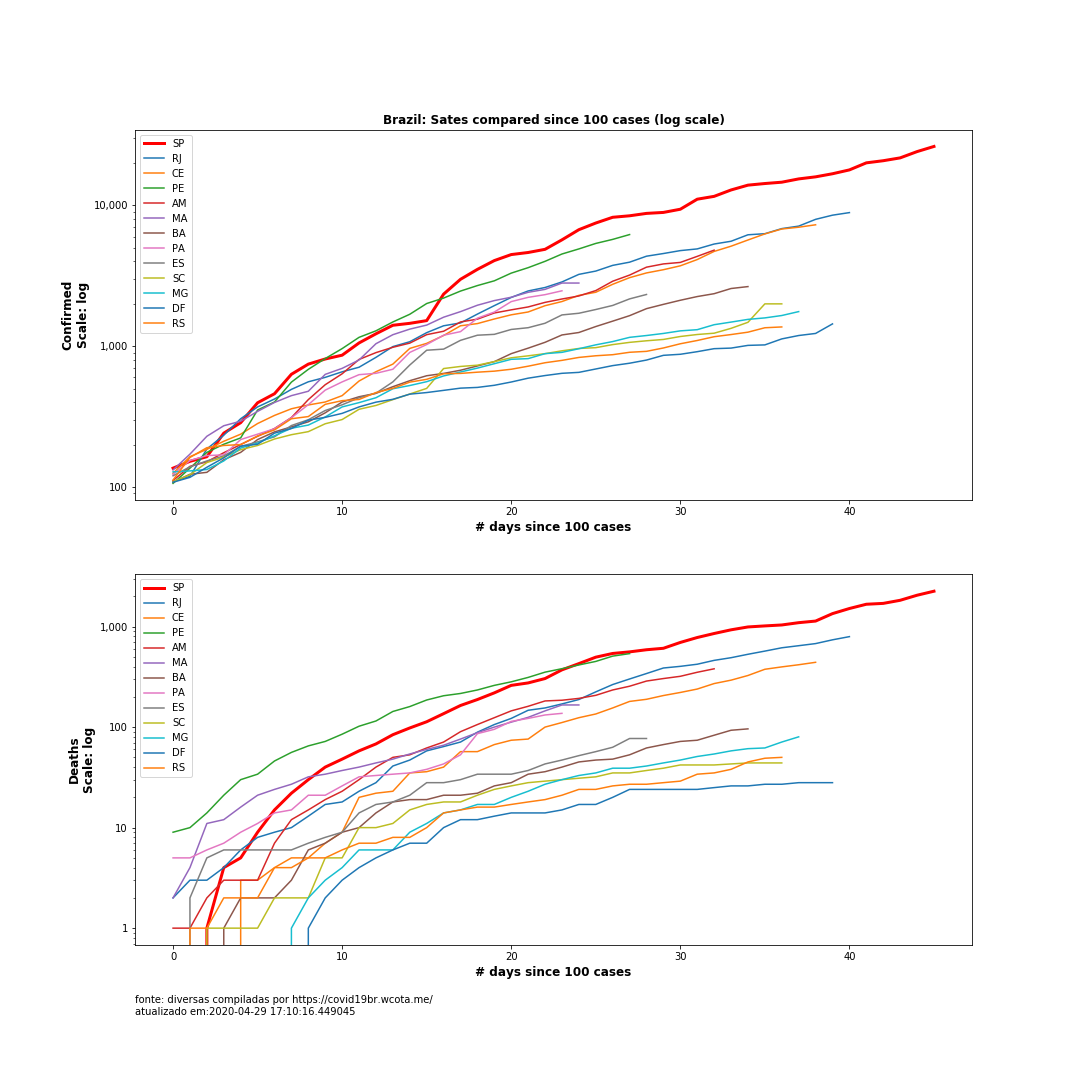 Brazil: Sates compared since 100 cases (log scale)
SP
RJ
CE
PE
AM
MA
BA
PA
ES
SC
MG
DF
RS
10,000
1,000
100
Confirmed
Scale: log
0
10
20
30
40
# days since 100 cases
SP
RJ
CE
PE
AM
MA
BA
PA
ES
SC
MG
DF
RS
1,000
100
10
1
Deaths
Scale: log
0
10
20
30
40
# days since 100 cases
fonte: diversas compiladas por https://covid19br.wcota.me/
atualizado em:2020-04-29 17:10:16.449045